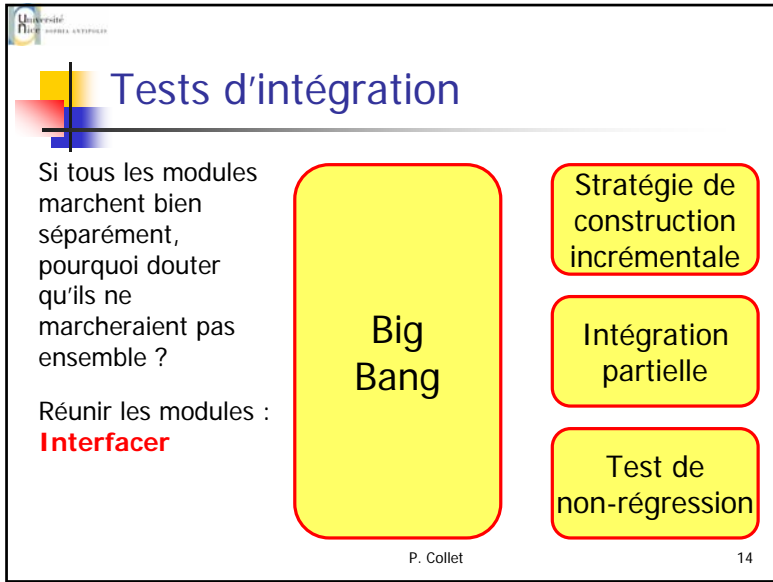 Université
Nice SOPHIA ANTIPOLIS
Tests d'intégration
Si tous les modules
marchent bien
séparément,
pourquoi douter
qu'ils ne
marcheraient pas
ensemble ?
Réunir les modules :
Interfacer
Big
Bang
Stratégie de
construction
incrémentale
Intégration
partielle
Test de
non-régression
P. Collet
14